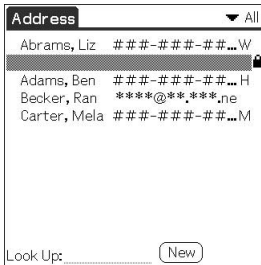 Address All
Abrams, Liz ###-###-##...W
Adams, Ben ###-###-##...H
Becker, Ran ****@**.***.ne
Carter, Mela ###-###-##...M
Look Up: New